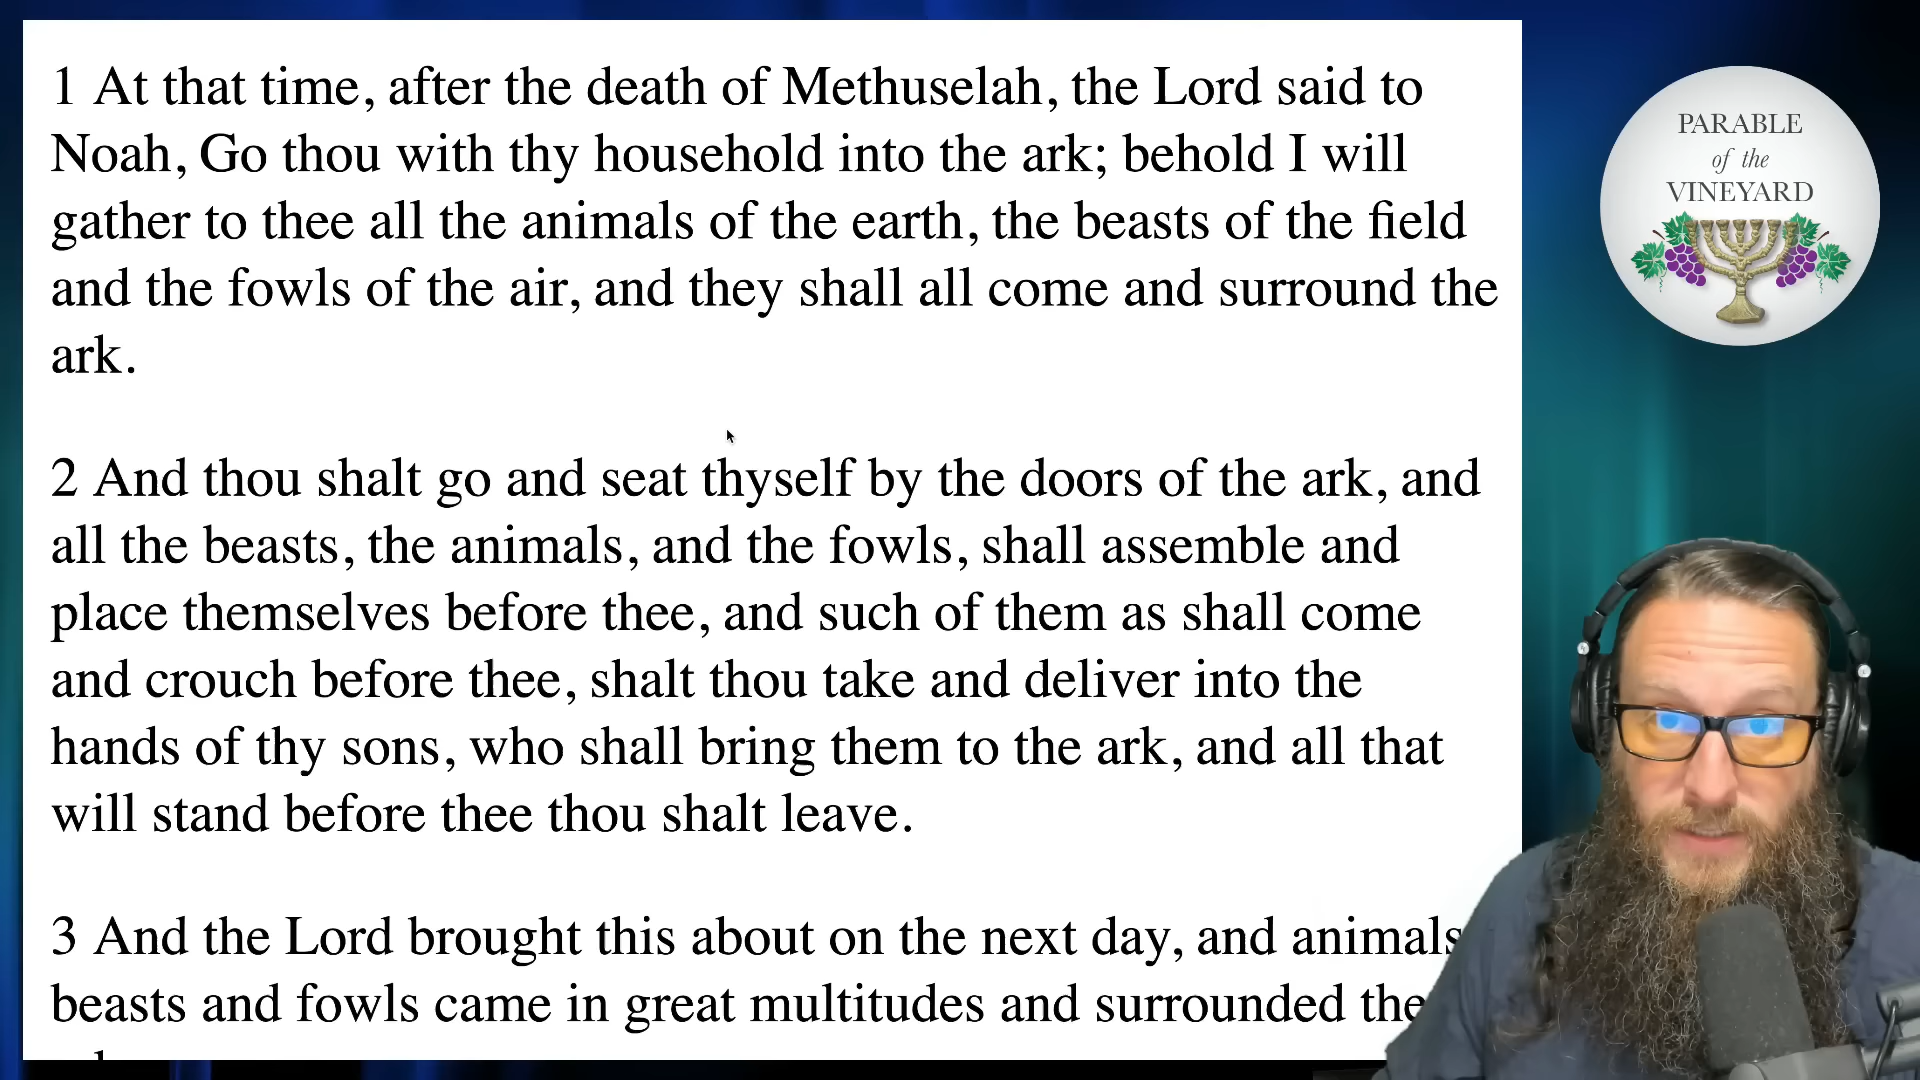 1 At that time, after the death of Methuselah, the Lord said to
Noah, Go thou with thy household into the ark; behold I will
gather to thee all the animals of the earth, the beasts of the field
and the fowls of the air, and they shall all come and surround the
ark.
2 And thou shalt go and seat thyself by the doors of the ark, and
all the beasts, the animals, and the fowls, shall assemble and
place themselves before thee, and such of them as shall come
and crouch before thee, shalt thou take and deliver into the
hands of thy sons, who shall bring them to the ark, and all that
will stand before thee thou shalt leave.
3 And the Lord brought this about on the next day, and animals
beasts and fowls came in great multitudes and surrounded the
PARABLE
of the
VINEYARD